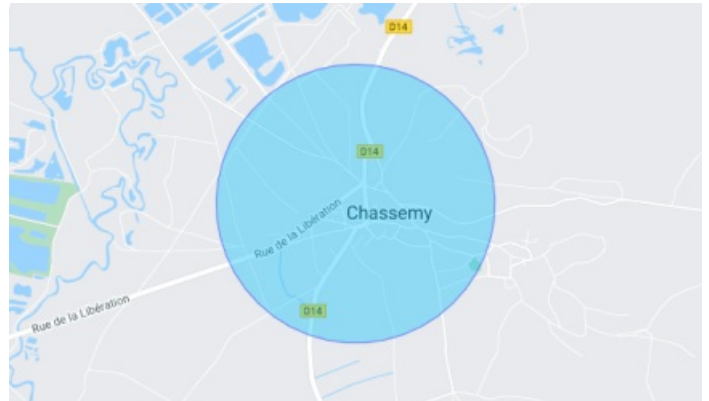 D14
D14
Chassemy
Rue de la Libération
Rue de la Libération
D14